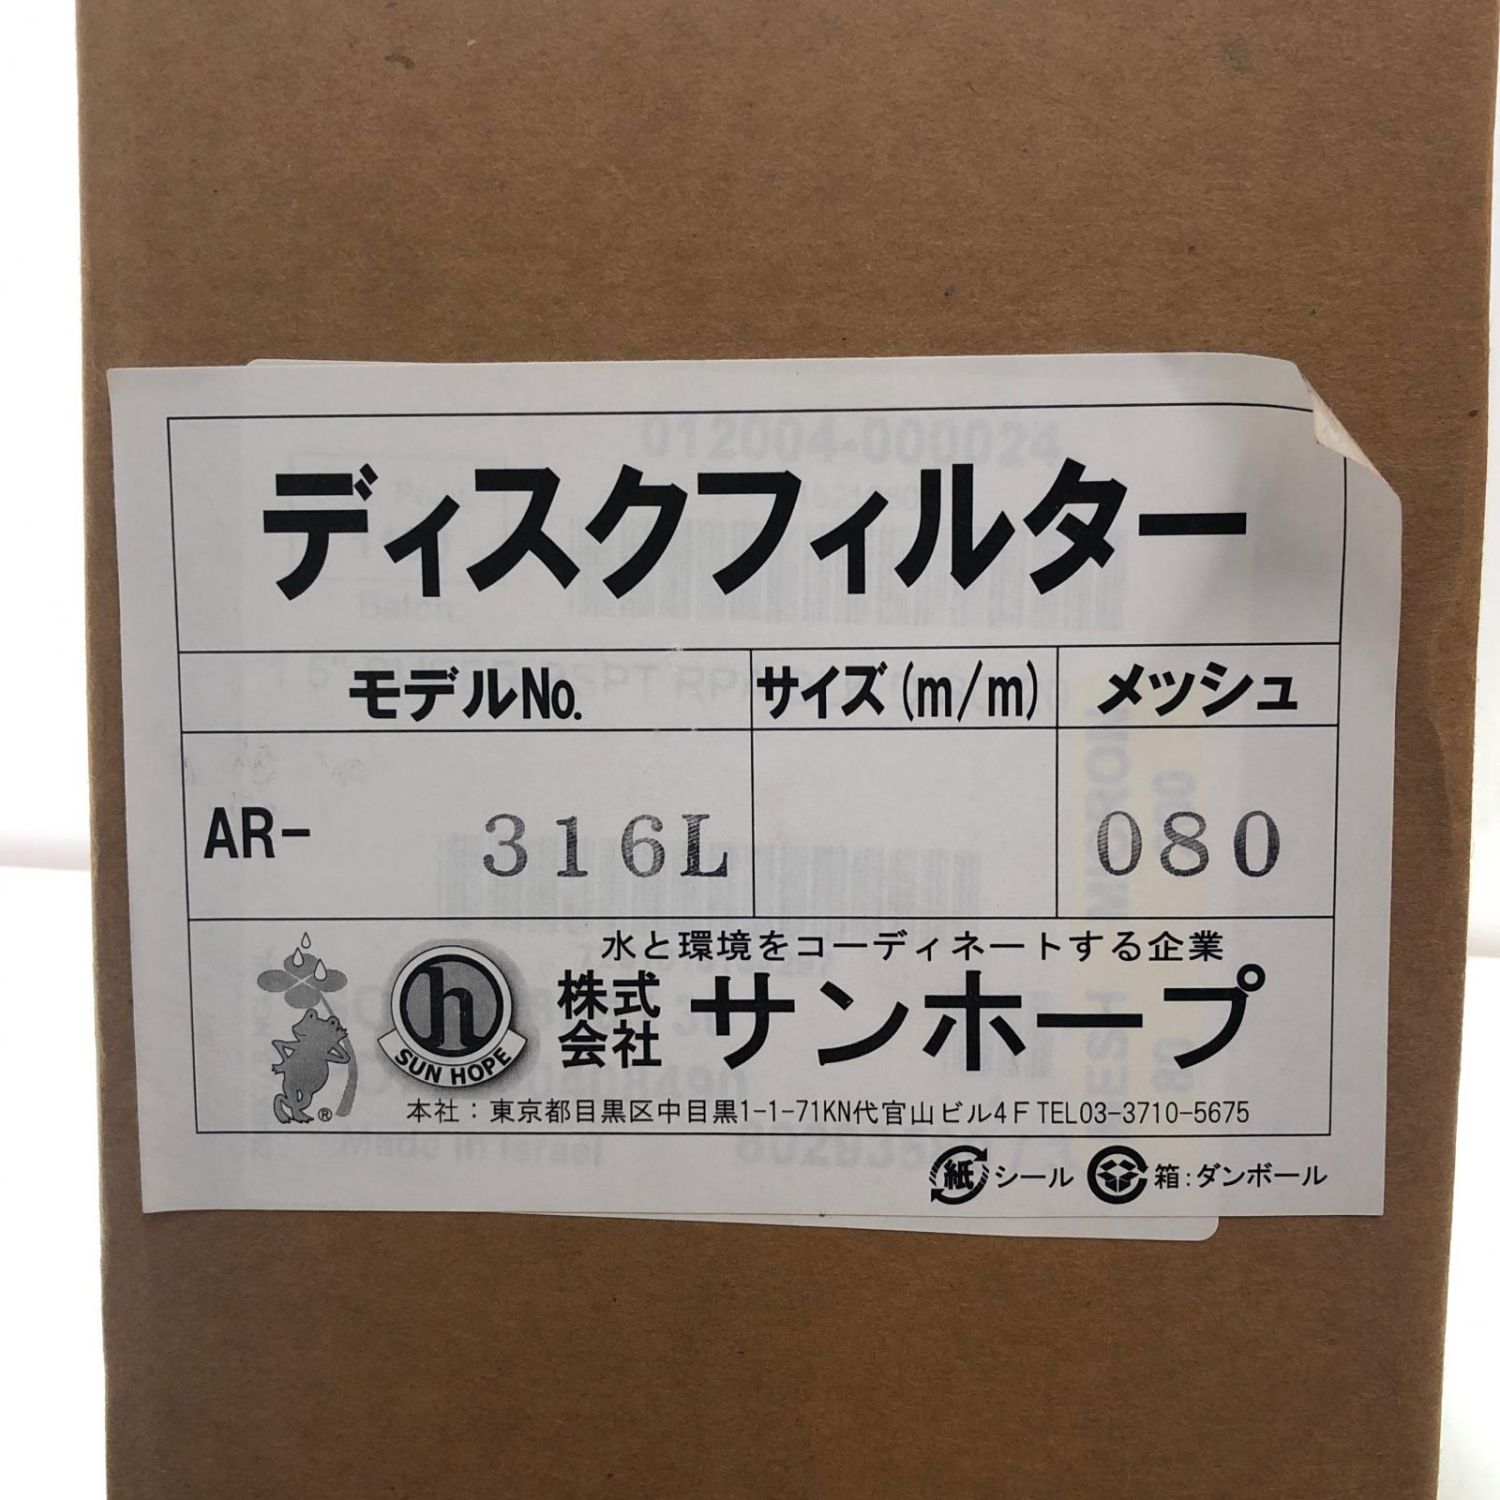 012004-000024
ディスクフィルター
Batch
モデルNo. サイズ(m/m) メッシュ
AR- 316L 080
水と環境をコーディネートする企業
h
SUN HOPE
株式会社 サンホープ
®
本社：東京都目黒区中目黒1-1-71KN代官山ビル4F TEL03-3710-5675
Made in Israel
紙 シール 箱：ダンボール